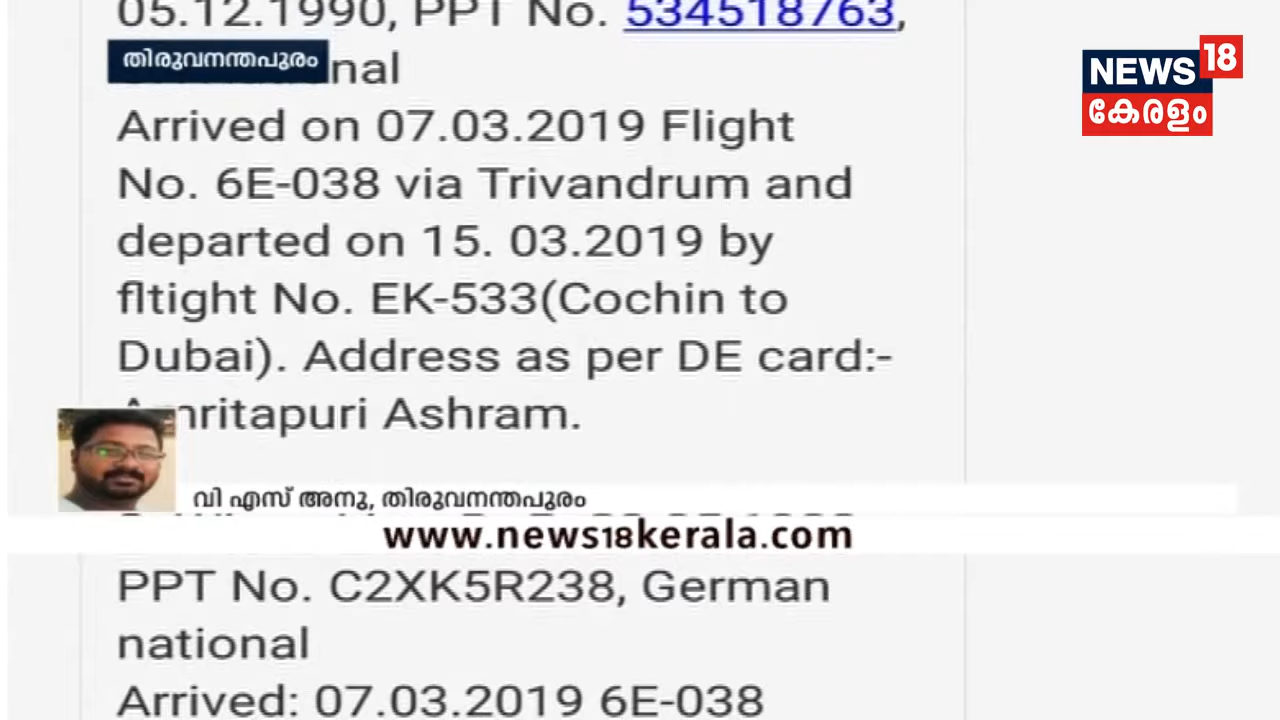 05.12.1990, PPT No. 534518763,
തിരുവനന്തപുരം
nal
Arrived on 07.03.2019 Flight
No. 6E-038 via Trivandrum and
departed on 15. 03.2019 by
fltight No. EK-533(Cochin to
Dubai). Address as per DE card:-
Amritapuri Ashram.
വി എസ് അനു, തിരുവനന്തപുരം
www.news18kerala.com
PPT No. C2XK5R238, German
national
Arrived: 07.03.2019 6E-038
NEWS 18
കേരളം